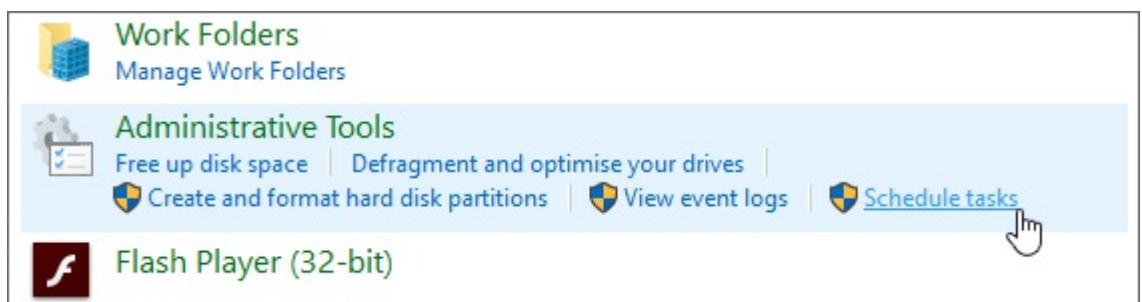 Work Folders
Manage Work Folders
Administrative Tools
Free up disk space Defragment and optimise your drives
Create and format hard disk partitions View event logs Schedule tasks
Flash Player (32-bit)